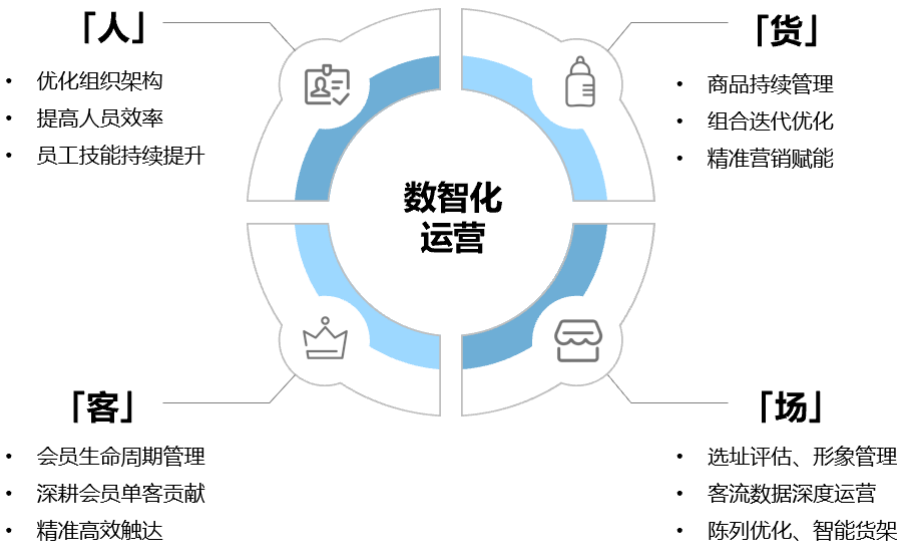 「人」
• 优化组织架构
• 提高人员效率
• 员工技能持续提升
「货」
• 商品持续管理
• 组合迭代优化
• 精准营销赋能
数智化
运营
「客」
• 会员生命周期管理
• 深耕会员单客贡献
• 精准高效触达
「场」
• 选址评估、形象管理
• 客流数据深度运营
• 陈列优化、智能货架